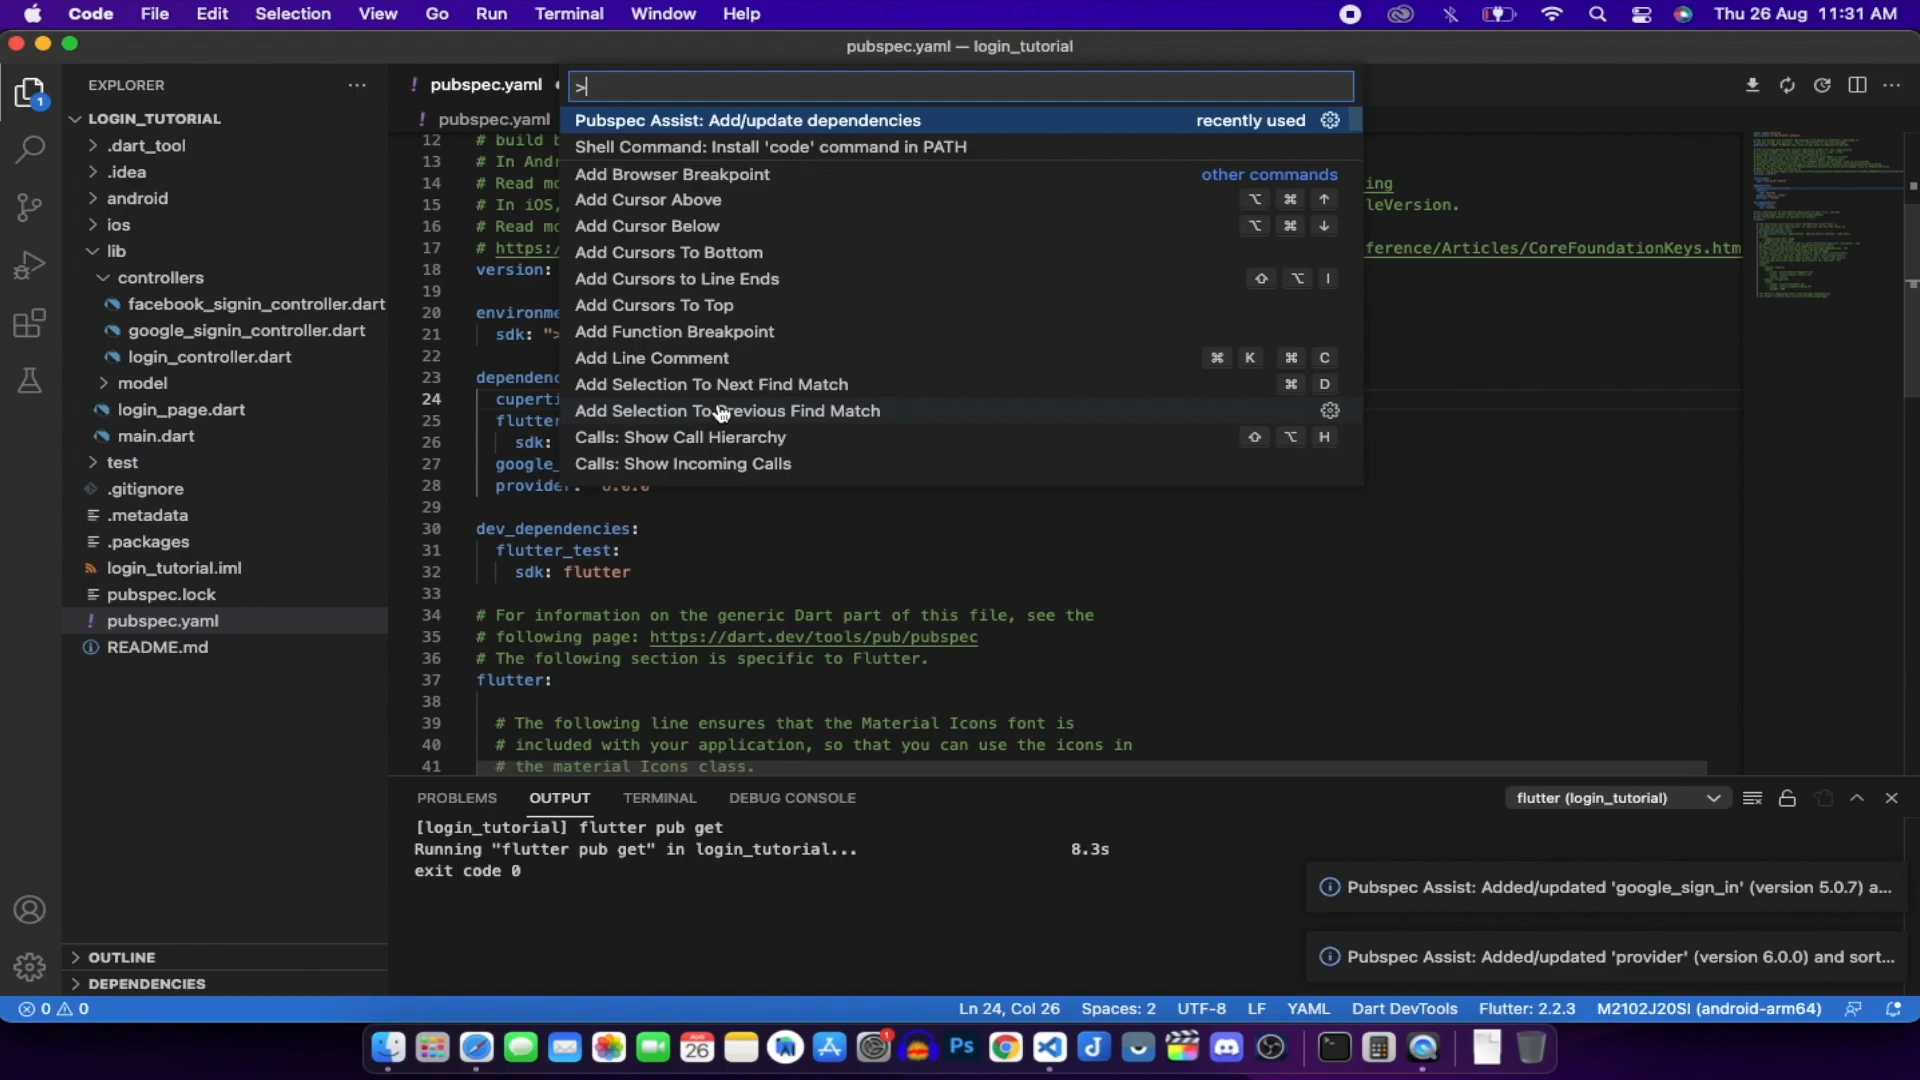 Code File Edit Selection View Go Run Terminal Window Help
Thu 26 Aug 11:31 AM
pubspec.yaml — login_tutorial
EXPLORER
LOGIN_TUTORIAL
.dart_tool
.idea
android
ios
lib
controllers
facebook_signin_controller.dart
google_signin_controller.dart
login_controller.dart
model
login_page.dart
main.dart
test
.gitignore
.metadata
.packages
login_tutorial.iml
pubspec.lock
pubspec.yaml
README.md
OUTLINE
DEPENDENCIES
1
! pubspec.yaml
! pubspec.yaml
>
Pubspec Assist: Add/update dependencies recently used
Shell Command: Install 'code' command in PATH
Add Browser Breakpoint other commands
Add Cursor Above ⌥ ⌘ ↑
Add Cursor Below ⌥ ⌘ ↓
Add Cursors To Bottom
Add Cursors to Line Ends ⇧ ⌥ I
Add Cursors To Top
Add Function Breakpoint
Add Line Comment ⌘ K ⌘ C
Add Selection To Next Find Match ⌘ D
Add Selection To Previous Find Match
Calls: Show Call Hierarchy ⇧ ⌥ H
Calls: Show Incoming Calls
12 # build b
13 # In Andr
14 # Read mo ing
15 # In iOS, leVersion.
16 # Read mo
17 # https:/ ference/Articles/CoreFoundationKeys.htm
18 version:
19
20 environme
21 sdk: ">
22
23 dependenc
24 cuperti
25 flutter
26 sdk:
27 google_
28 provider: 
29
30 dev_dependencies:
31 flutter_test:
32 sdk: flutter
33
34 # For information on the generic Dart part of this file, see the
35 # following page: https://dart.dev/tools/pub/pubspec
36 # The following section is specific to Flutter.
37 flutter:
38
39 # The following line ensures that the Material Icons font is
40 # included with your application, so that you can use the icons in
41 # the material Icons class.
PROBLEMS OUTPUT TERMINAL DEBUG CONSOLE flutter (login_tutorial)
[login_tutorial] flutter pub get
Running "flutter pub get" in login_tutorial... 8.3s
exit code 0
Pubspec Assist: Added/updated 'google_sign_in' (version 5.0.7) a...
Pubspec Assist: Added/updated 'provider' (version 6.0.0) and sort...
0 0 Ln 24, Col 26 Spaces: 2 UTF-8 LF YAML Dart DevTools Flutter: 2.2.3 M2102J20SI (android-arm64)
AUG
26
1
Ps